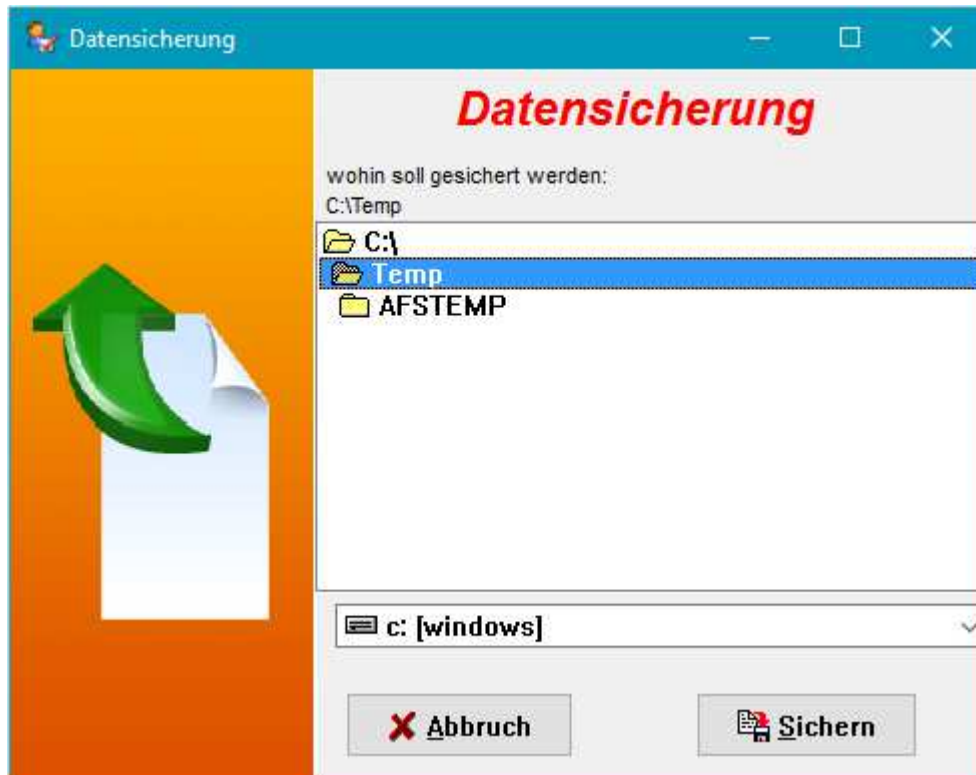 Datensicherung
Datensicherung
wohin soll gesichert werden:
C:\Temp
C:\
Temp
AFSTEMP
c: [windows]
Abbruch
Sichern